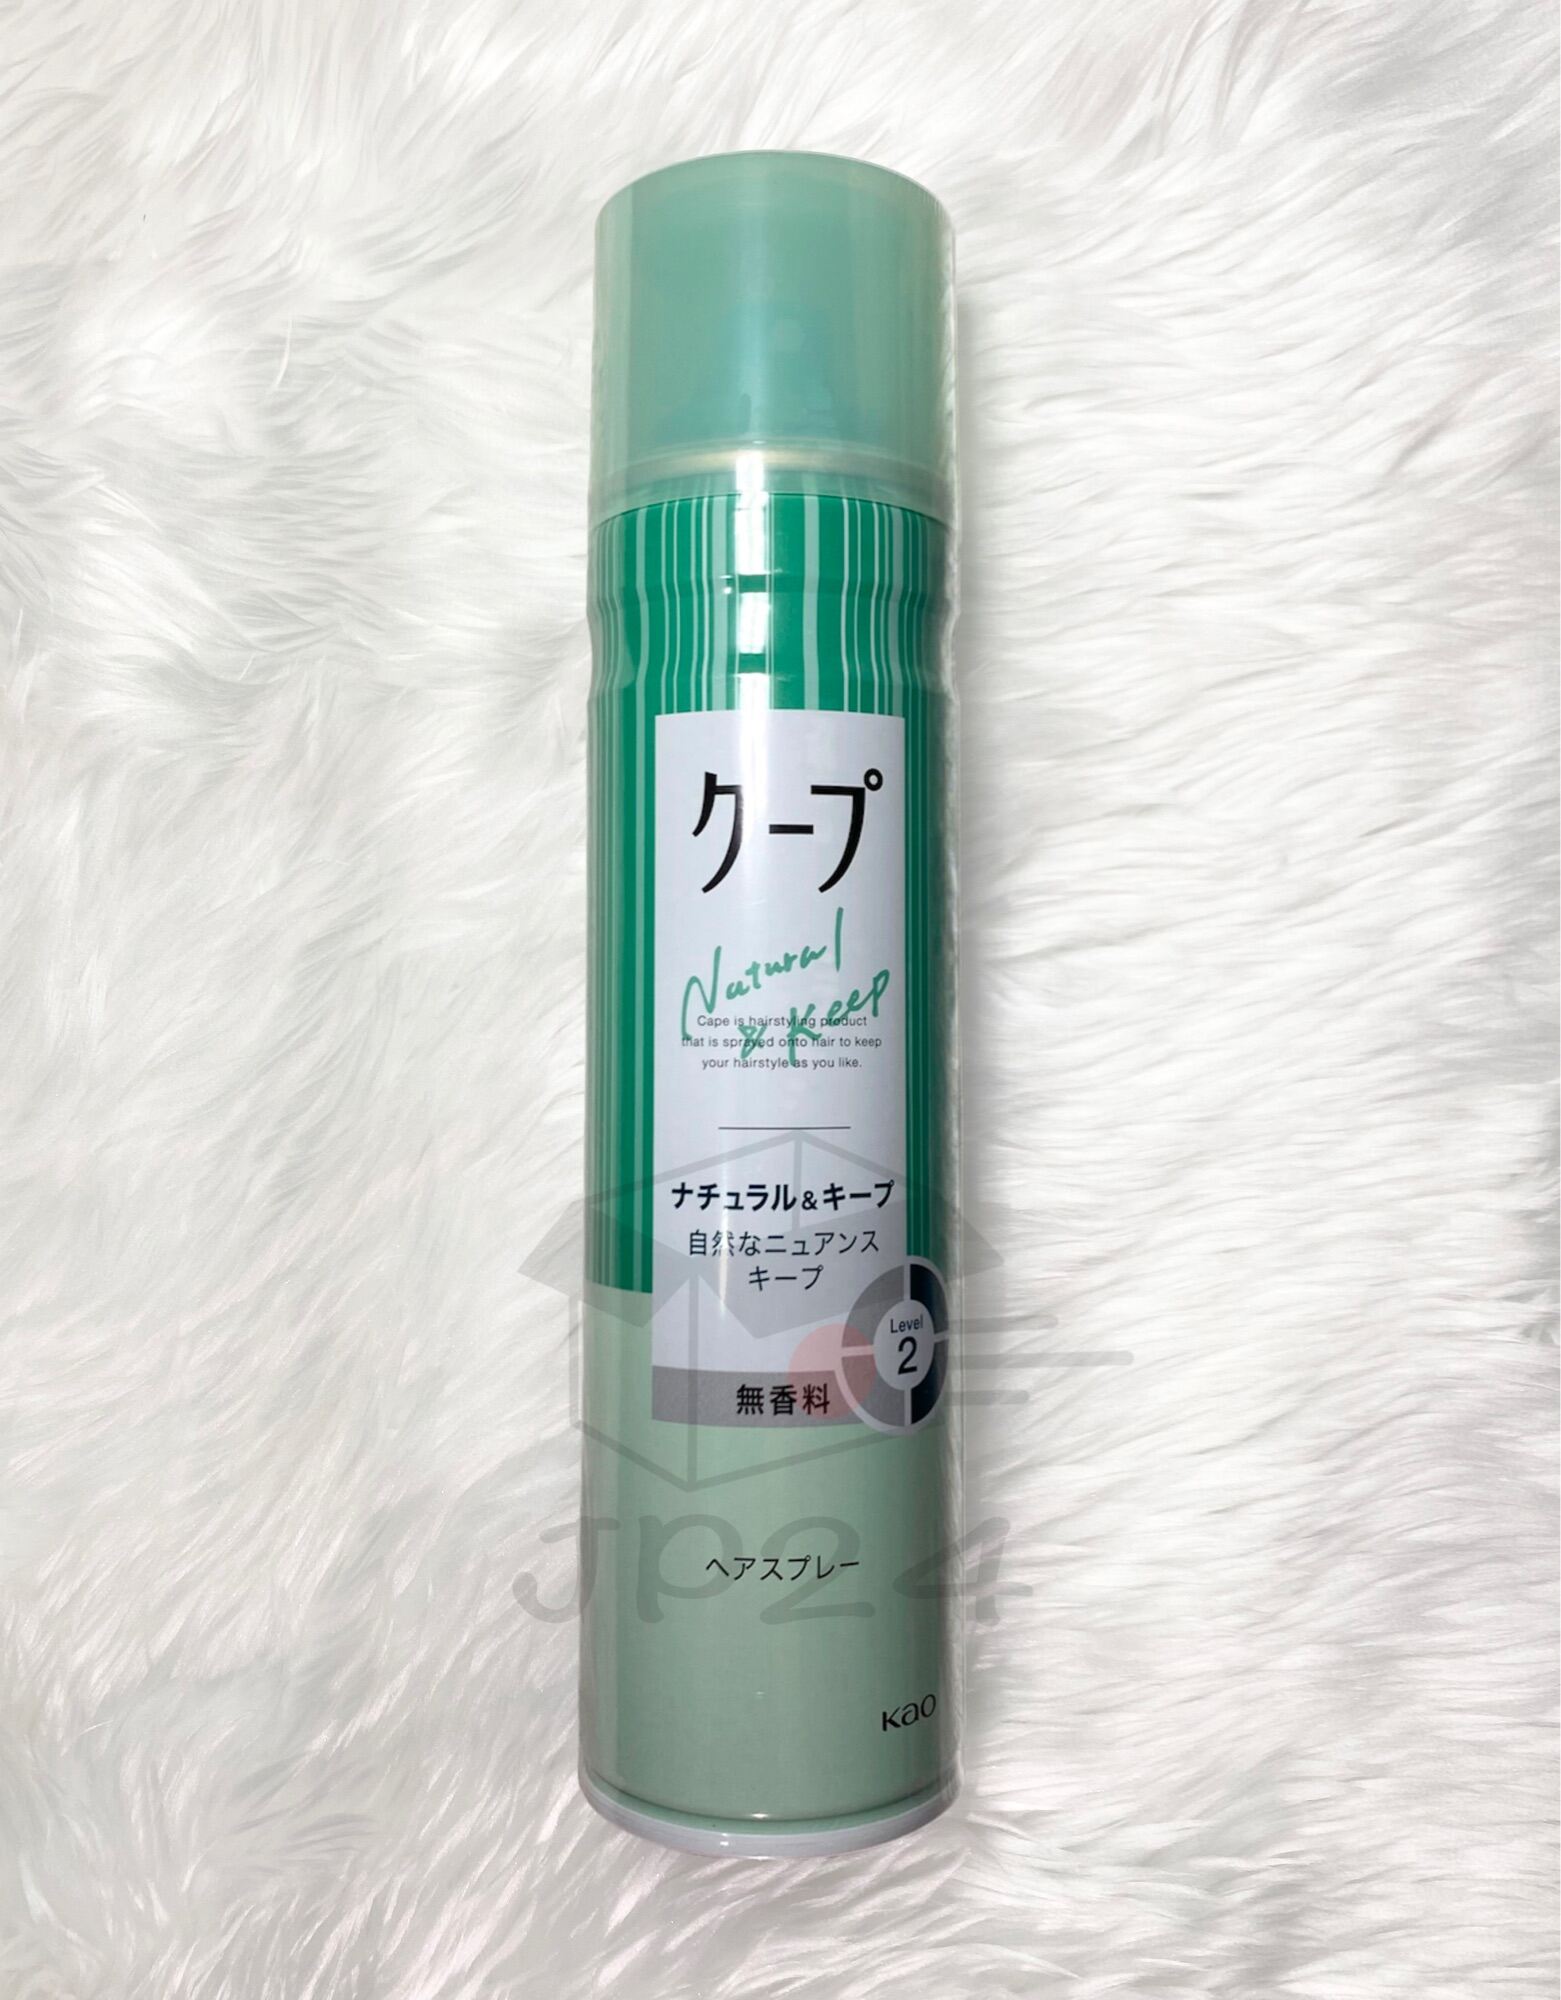 ケープ
Natural
& Keep
Cape is hairstyling product
that is sprayed onto hair to keep
your hairstyle as you like.
ナチュラル&キープ
自然なニュアンス
キープ
Level
2
無香料
JP24
ヘアスプレー
Kao